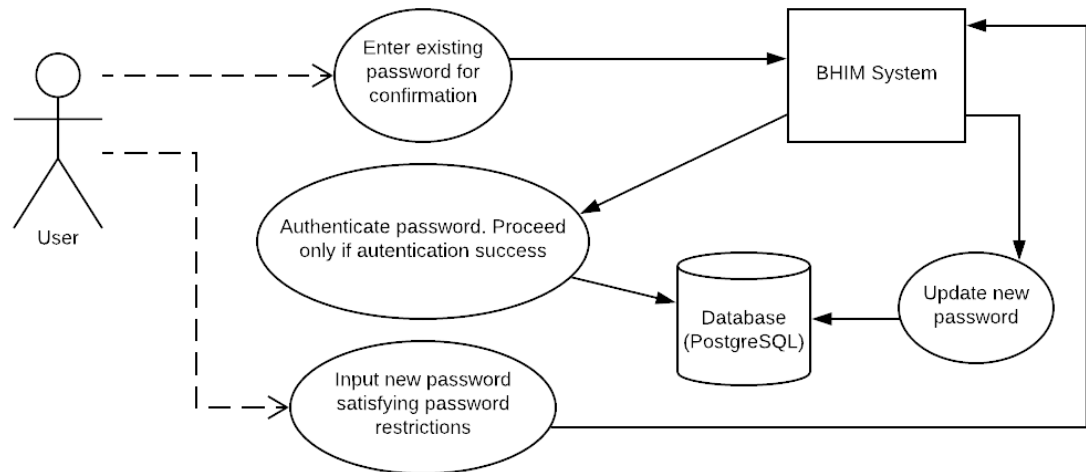 Enter existing
password for
confirmation
BHIM System
User
Authenticate password. Proceed
only if autentication success
Database
(PostgreSQL)
Update new
password
Input new password
satisfying password
restrictions